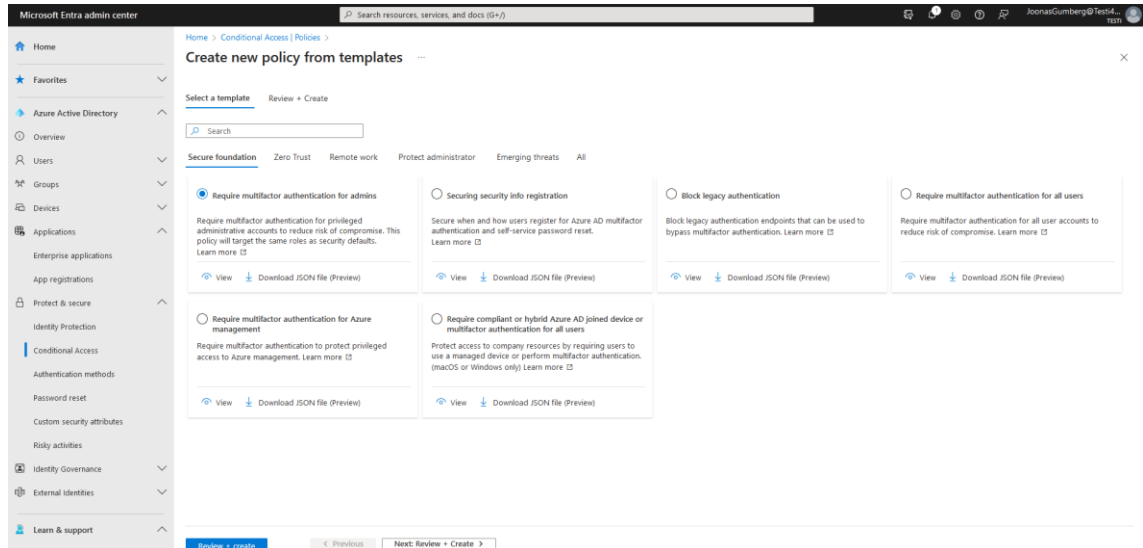 Microsoft Entra admin center
Search resources, services, and docs (G+/)
1
JoonasGumberg@Testi4...
TESTI
Home
Favorites
Azure Active Directory
Overview
Users
Groups
Devices
Applications
Enterprise applications
App registrations
Protect & secure
Identity Protection
Conditional Access
Authentication methods
Password reset
Custom security attributes
Risky activities
Identity Governance
External Identities
Learn & support
Home > Conditional Access | Policies >
Create new policy from templates ...
Select a template Review + Create
Search
Secure foundation Zero Trust Remote work Protect administrator Emerging threats All
Require multifactor authentication for admins
Require multifactor authentication for privileged
administrative accounts to reduce risk of compromise. This
policy will target the same roles as security defaults.
Learn more
View Download JSON file (Preview)
Securing security info registration
Secure when and how users register for Azure AD multifactor
authentication and self-service password reset.
Learn more
View Download JSON file (Preview)
Block legacy authentication
Block legacy authentication endpoints that can be used to
bypass multifactor authentication. Learn more
View Download JSON file (Preview)
Require multifactor authentication for all users
Require multifactor authentication for all user accounts to
reduce risk of compromise. Learn more
View Download JSON file (Preview)
Require multifactor authentication for Azure
management
Require multifactor authentication to protect privileged
access to Azure management. Learn more
View Download JSON file (Preview)
Require compliant or hybrid Azure AD joined device or
multifactor authentication for all users
Protect access to company resources by requiring users to
use a managed device or perform multifactor authentication.
(macOS or Windows only) Learn more
View Download JSON file (Preview)
Review + create < Previous Next: Review + Create >